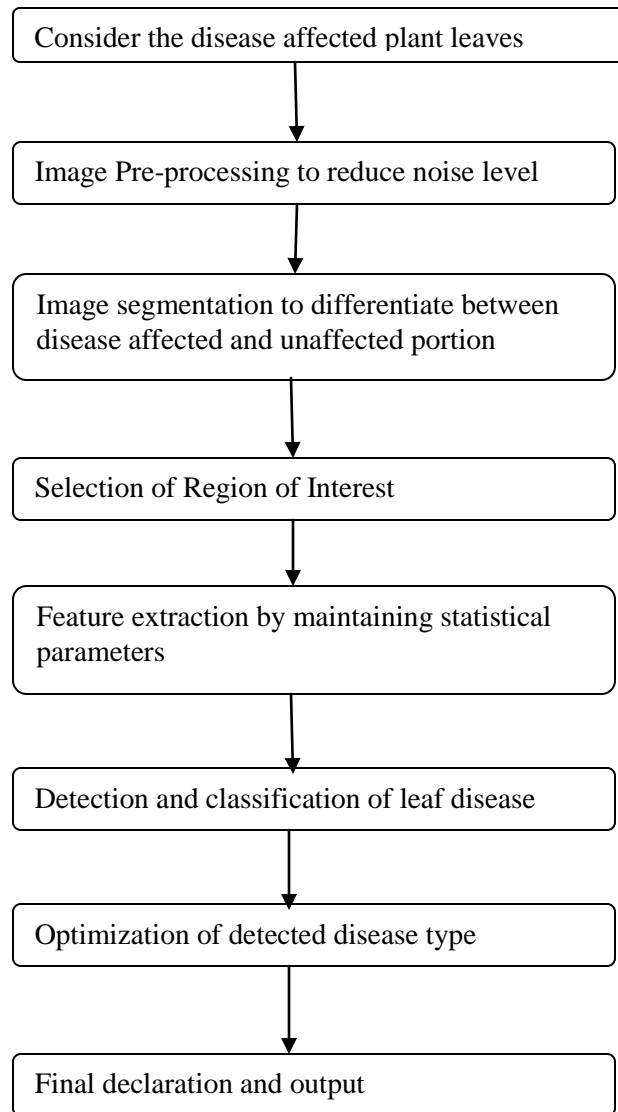 Consider the disease affected plant leaves
Image Pre-processing to reduce noise level
Image segmentation to differentiate between
disease affected and unaffected portion
Selection of Region of Interest
Feature extraction by maintaining statistical
parameters
Detection and classification of leaf disease
Optimization of detected disease type
Final declaration and output